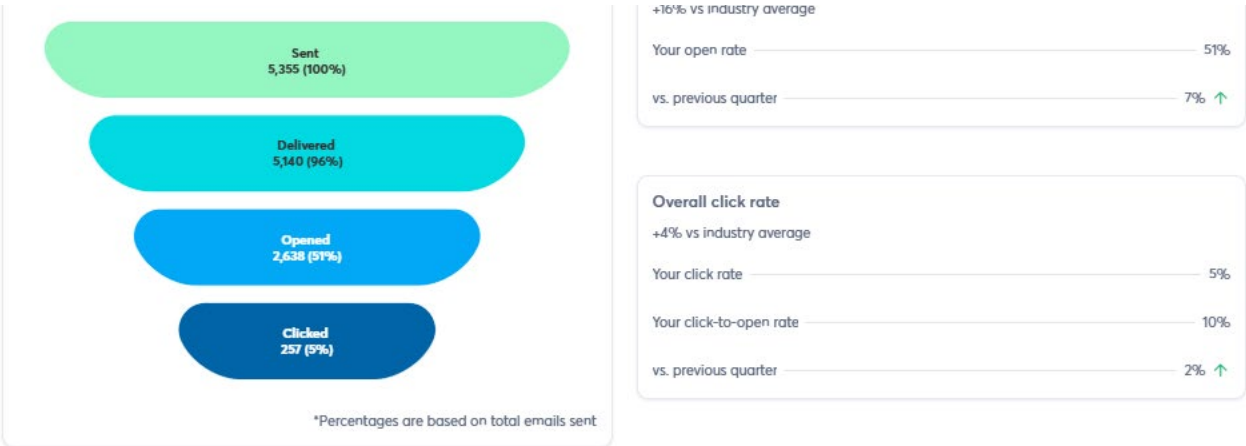 Sent
5,355 (100%)
Delivered
5,140 (96%)
Opened
2,638 (51%)
Clicked
257 (5%)
*Percentages are based on total emails sent
+16% vs industry average
Your open rate 51%
vs. previous quarter 7% ↑
Overall click rate
+4% vs industry average
Your click rate 5%
Your click-to-open rate 10%
vs. previous quarter 2% ↑